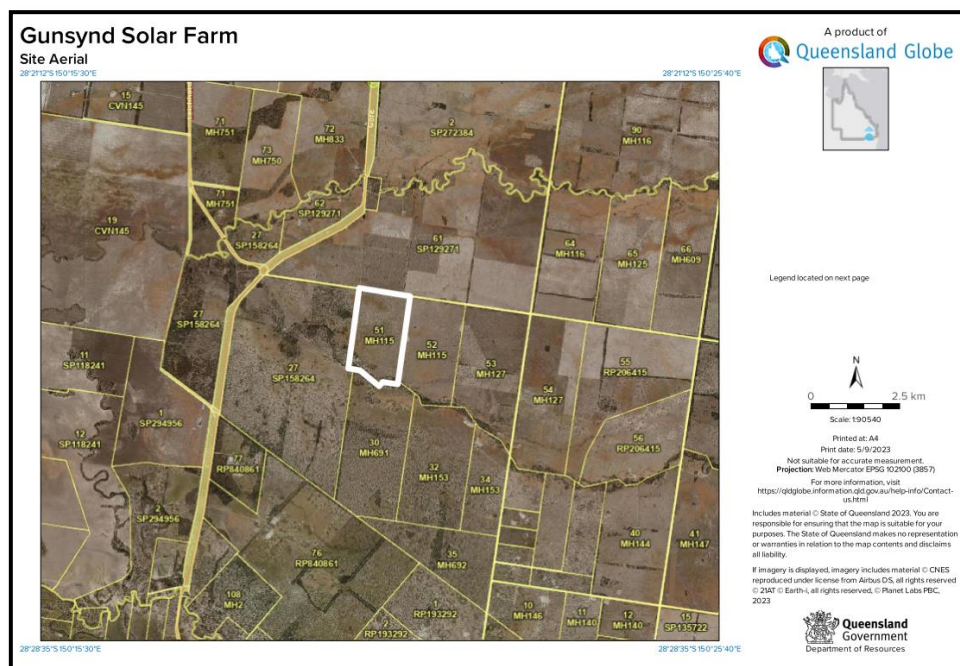 Gunsynd Solar Farm
Site Aerial
28°21'12"S 150°15'30"E
28°21'12"S 150°25'40"E
A product of
Queensland Globe
15
CVN145
71
MH751
72
MH833
2
SP272384
90
MH116
73
MH750
71
MH751
62
SP129271
19
CVN145
27
SP158264
61
SP129271
64
MH116
65
MH125
66
MH609
Legend located on next page
27
SP158264
51
MH115
52
MH115
53
MH127
54
MH127
55
RP206415
11
SP118241
27
SP158264
N
0 2.5 km
Scale: 1:90540
1
SP294956
12
SP118241
30
MH691
56
RP206415
77
RP840861
32
MH153
34
MH153
2
SP294956
40
MH144
41
MH147
76
RP840861
35
MH692
108
MH2
1
RP193292
2
RP193292
10
MH146
11
MH140
12
MH140
15
SP135722
Printed at: A4
Print date: 5/9/2023
Not suitable for accurate measurement.
Projection: Web Mercator EPSG 102100 (3857)
For more information, visit
https://qldglobe.information.qld.gov.au/help-info/Contact-
us.html
Includes material © State of Queensland 2023. You are
responsible for ensuring that the map is suitable for your
purposes. The State of Queensland makes no representation
or warranties in relation to the map contents and disclaims
all liability.
If imagery is displayed, imagery includes material © CNES
reproduced under license from Airbus DS, all rights reserved
© 21AT © Earth-i, all rights reserved, © Planet Labs PBC,
2023
Queensland
Government
Department of Resources
28°28'35"S 150°15'30"E
28°28'35"S 150°25'40"E